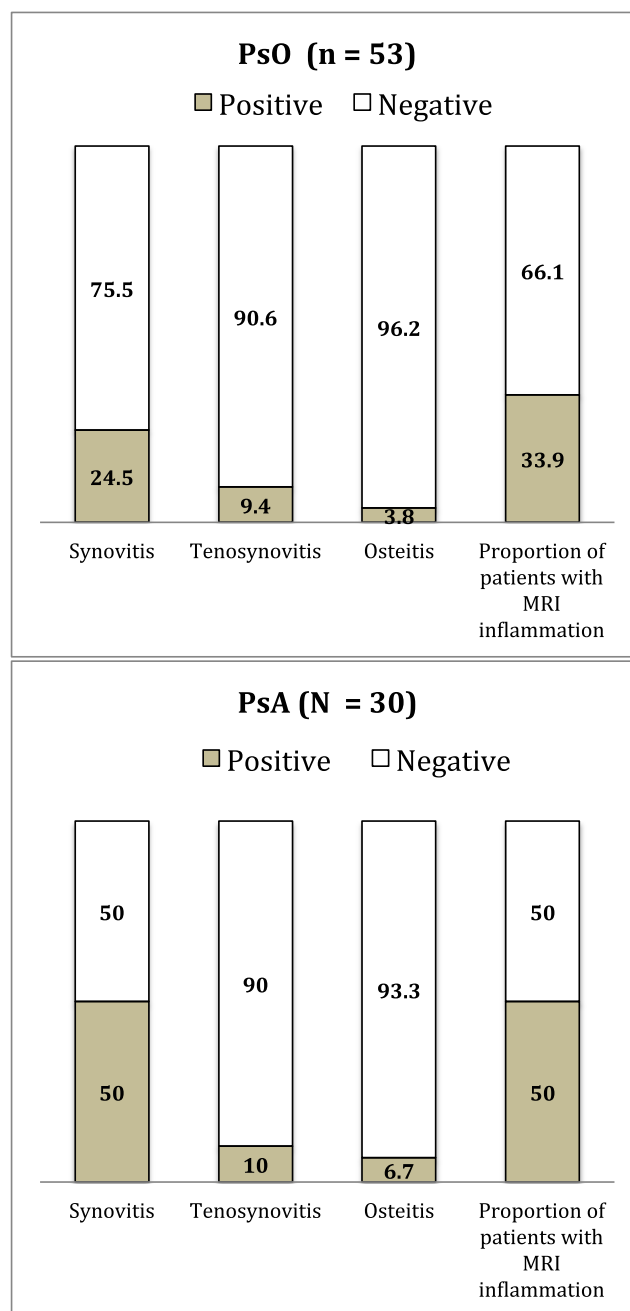 PsO (n = 53)
Positive Negative
75.5 90.6 96.2 66.1
24.5 9.4 3.8 33.9
Synovitis Tenosynovitis Osteitis Proportion of
patients with
MRI
inflammation
PsA (N = 30)
Positive Negative
50 90 93.3 50
50 10 6.7 50
Synovitis Tenosynovitis Osteitis Proportion of
patients with
MRI
inflammation